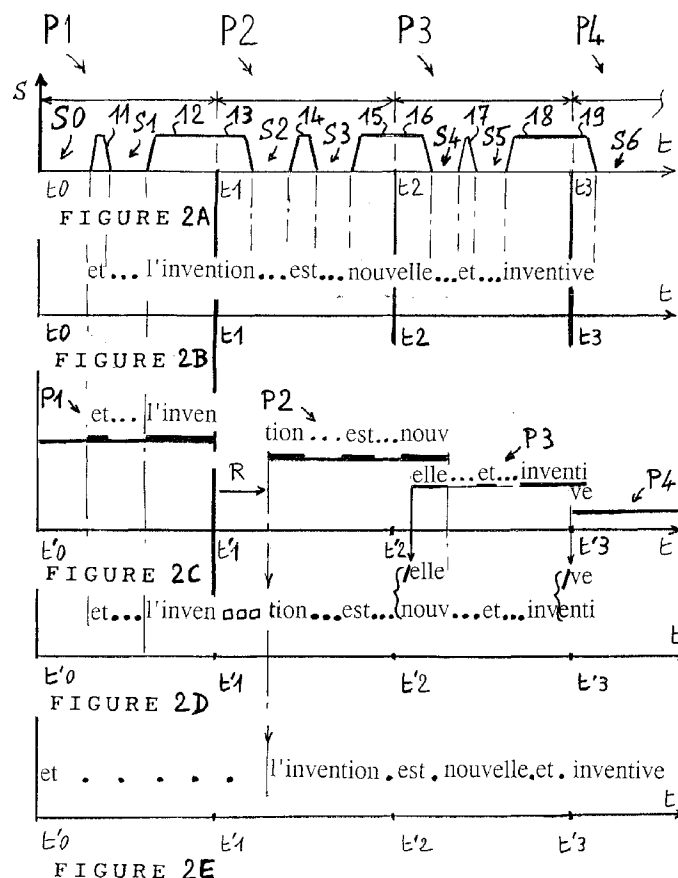 P1 P2 P3 P4
S S0 11 S1 12 13 S2 14 S3 15 16 S4 17 S5 18 19 S6 t
t0 t1 t2 t3
FIGURE 2A
et... l'invention...est...nouvelle...et...inventive
t
t0 t1 t2 t3
FIGURE 2B
P1 et... l'inven P2
tion ... est...nouv P3
R elle...et...inventi
ve P4
t'0 t'1 t'2 t'3 t
FIGURE 2C
/elle /ve
et...l'inven □□□ tion...est...(nouv...et...inventi
t
t'0 t'1 t'2 t'3
FIGURE 2D
et . . . . . l'invention.est.nouvelle.et.inventive
t
t'0 t'1 t'2 t'3
FIGURE 2E